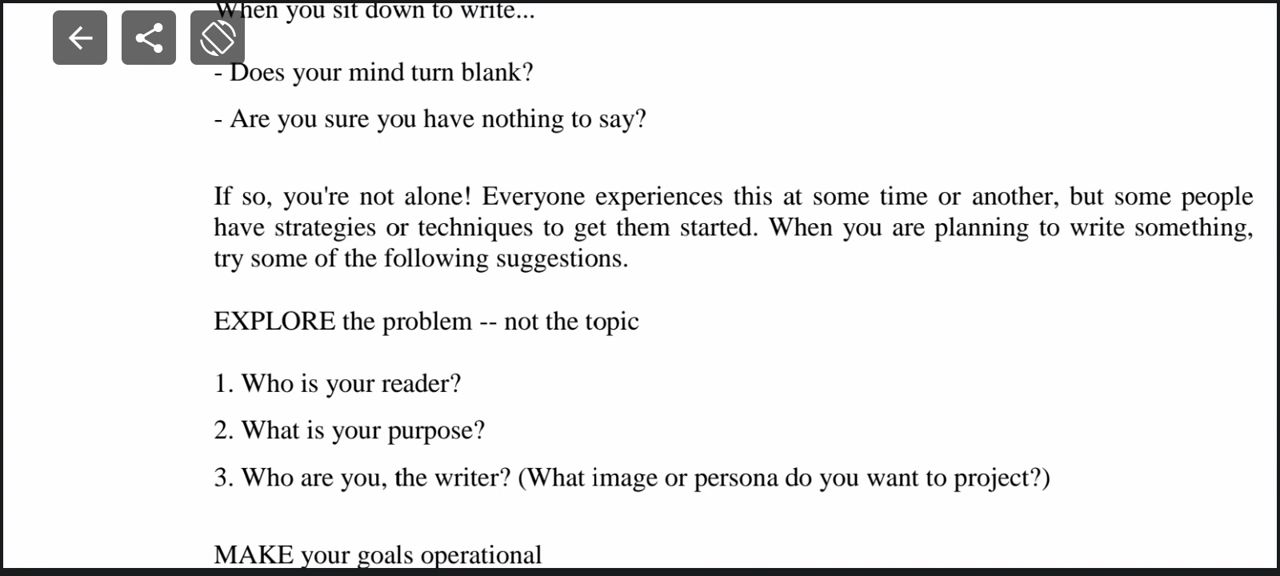 When you sit down to write...
- Does your mind turn blank?
- Are you sure you have nothing to say?
If so, you're not alone! Everyone experiences this at some time or another, but some people
have strategies or techniques to get them started. When you are planning to write something,
try some of the following suggestions.
EXPLORE the problem -- not the topic
1. Who is your reader?
2. What is your purpose?
3. Who are you, the writer? (What image or persona do you want to project?)
MAKE your goals operational